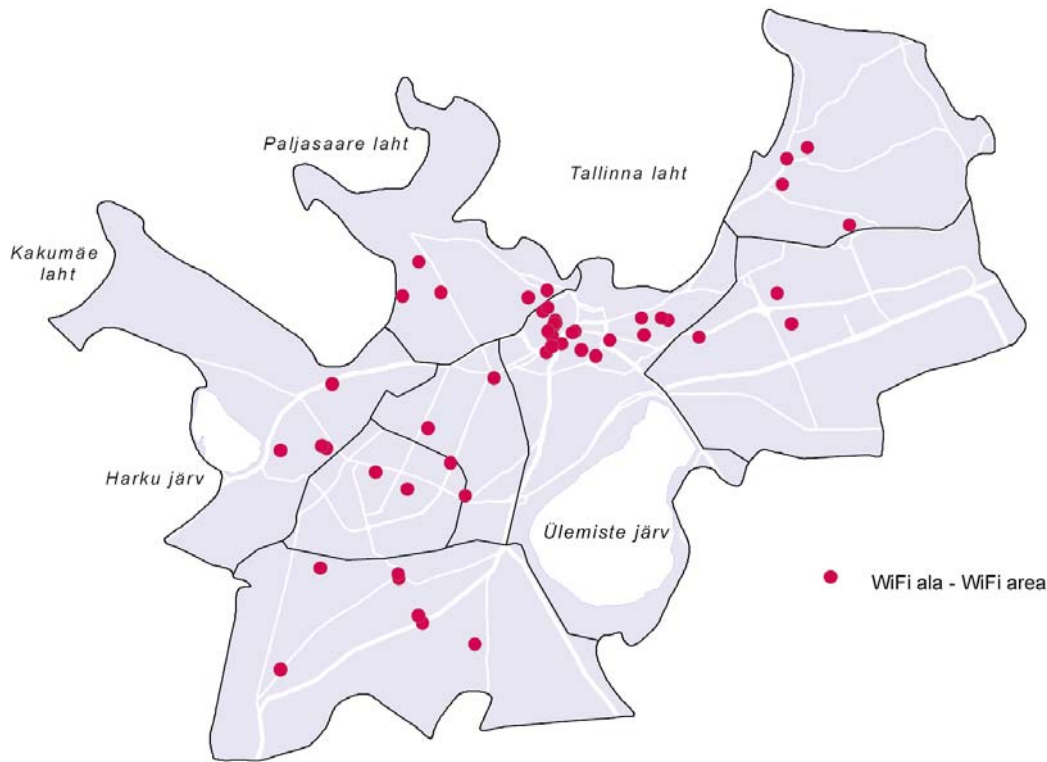 Paljasaare laht
Tallinna laht
Kakumäe
laht
Harku järv
Ülemiste järv
WiFi ala - WiFi area